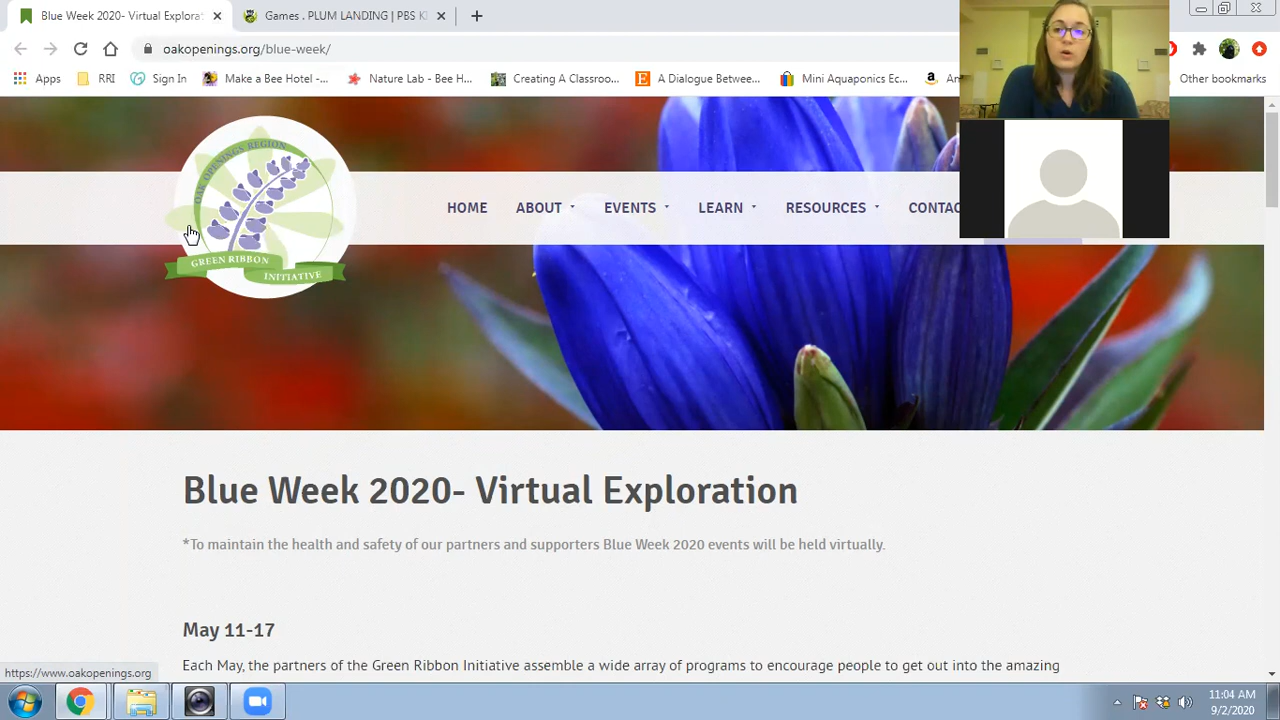 Blue Week 2020- Virtual Explorat
Games . PLUM LANDING | PBS K
oakopenings.org/blue-week/
Apps
RRI
Sign In
Make a Bee Hotel -...
Nature Lab - Bee H...
Creating A Classroo...
A Dialogue Betwee...
Mini Aquaponics Ec...
Other bookmarks
OAK OPENINGS REGION
GREEN RIBBON
INITIATIVE
HOME
ABOUT
EVENTS
LEARN
RESOURCES
CONTAC
Blue Week 2020- Virtual Exploration
*To maintain the health and safety of our partners and supporters Blue Week 2020 events will be held virtually.
May 11-17
Each May, the partners of the Green Ribbon Initiative assemble a wide array of programs to encourage people to get out into the amazing
https://www.oakopenings.org
11:04 AM
9/2/2020